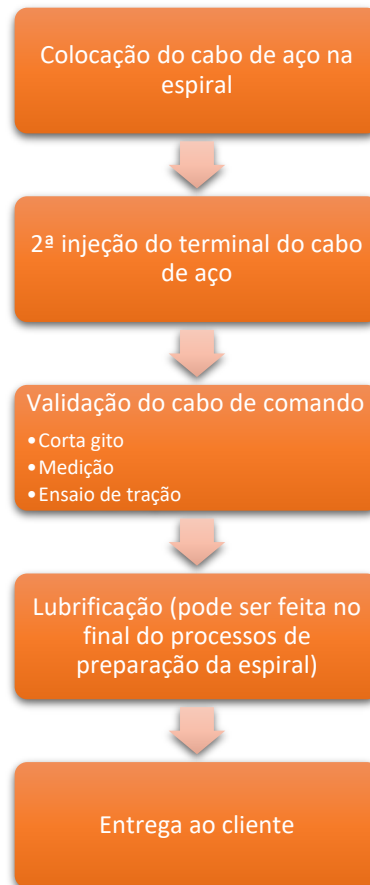 Colocação do cabo de aço na
espiral
2ª injeção do terminal do cabo
de aço
Validação do cabo de comando
•Corta gito
•Medição
•Ensaio de tração
Lubrificação (pode ser feita no
final do processos de
preparação da espiral)
Entrega ao cliente